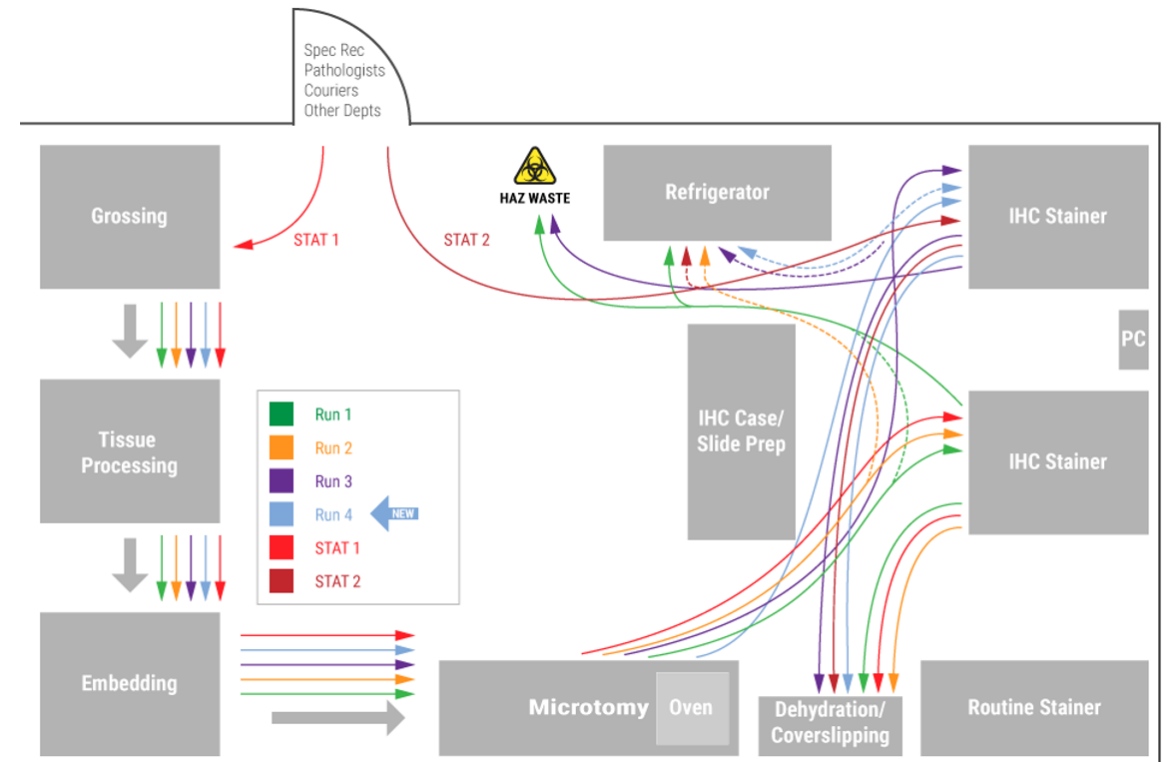 Spec Rec
Pathologists
Couriers
Other Depts
Grossing
STAT 1
STAT 2
HAZ WASTE
Refrigerator
IHC Stainer
PC
Tissue
Processing
Run 1
Run 2
Run 3
Run 4
NEW
STAT 1
STAT 2
IHC Case/
Slide Prep
IHC Stainer
Embedding
Microtomy
Oven
Dehydration/
Coverslipping
Routine Stainer